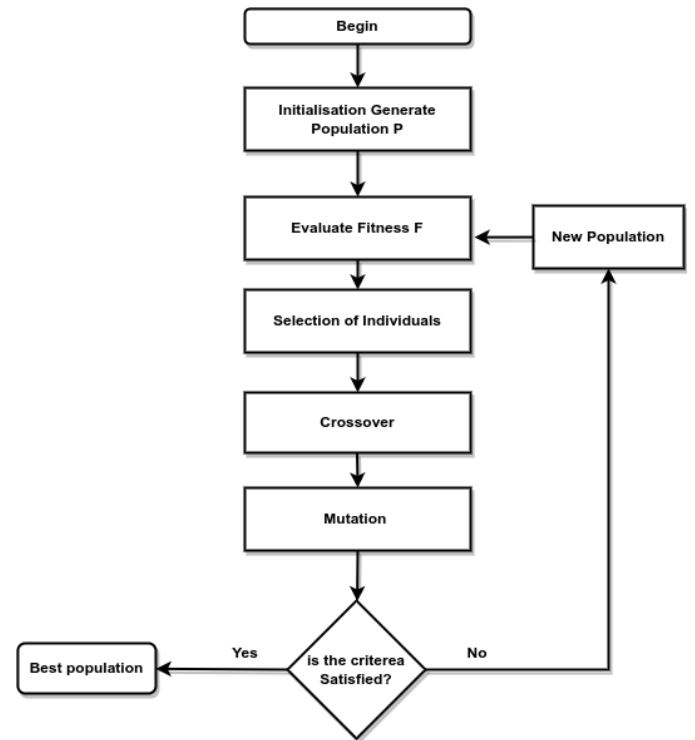 Begin
Initialisation Generate
Population P
Evaluate Fitness F
New Population
Selection of Individuals
Crossover
Mutation
is the criterea
Satisfied?
Yes
No
Best population